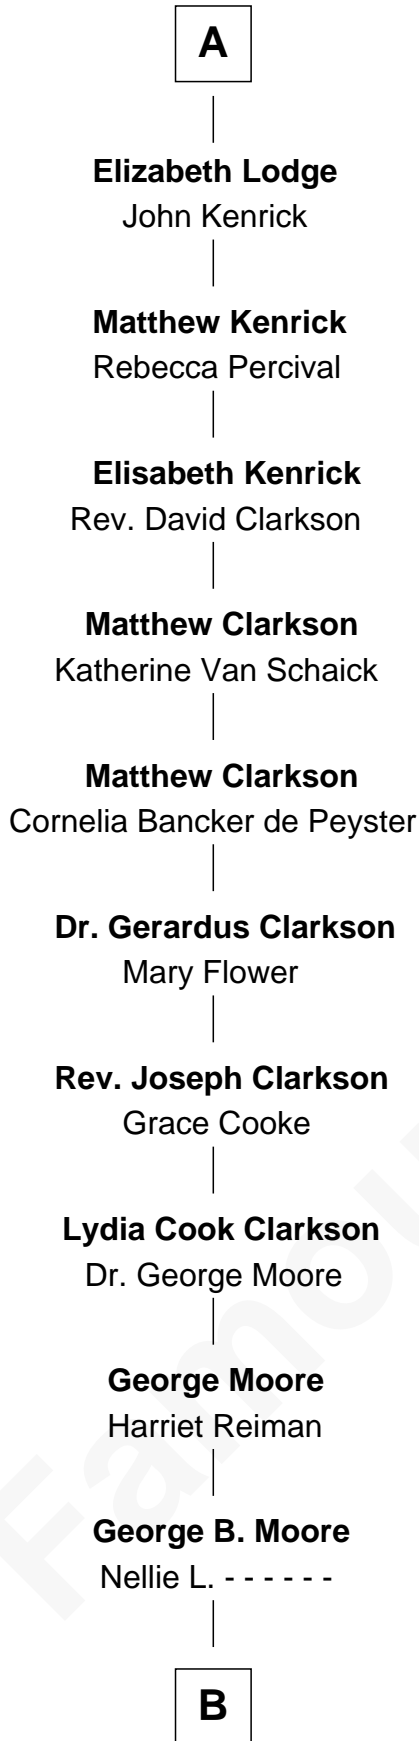 A
Elizabeth Lodge
John Kenrick
Matthew Kenrick
Rebecca Percival
Elisabeth Kenrick
Rev. David Clarkson
Matthew Clarkson
Katherine Van Schaick
Matthew Clarkson
Cornelia Bancker de Peyster
Dr. Gerardus Clarkson
Mary Flower
Rev. Joseph Clarkson
Grace Cooke
Lydia Cook Clarkson
Dr. George Moore
George Moore
Harriet Reiman
George B. Moore
Nellie L. - - - - - -
B
Famou